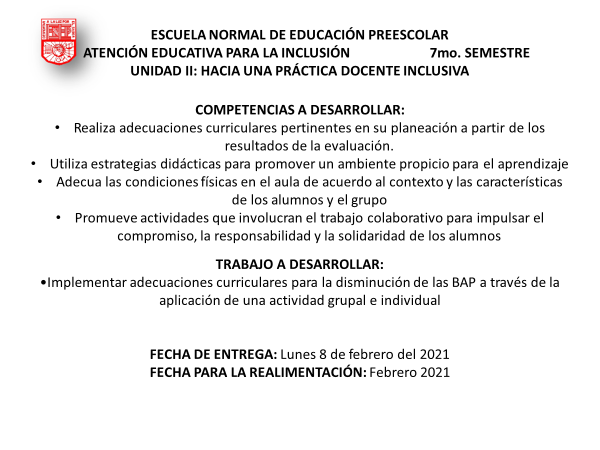 ESCUELA NORMAL DE EDUCACIÓN PREESCOLAR
ATENCIÓN EDUCATIVA PARA LA INCLUSIÓN 7mo. SEMESTRE
UNIDAD II: HACIA UNA PRÁCTICA DOCENTE INCLUSIVA
COMPETENCIAS A DESARROLLAR:
• Realiza adecuaciones curriculares pertinentes en su planeación a partir de los
resultados de la evaluación.
• Utiliza estrategias didácticas para promover un ambiente propicio para el aprendizaje
• Adecua las condiciones físicas en el aula de acuerdo al contexto y las características
de los alumnos y el grupo
• Promueve actividades que involucran el trabajo colaborativo para impulsar el
compromiso, la responsabilidad y la solidaridad de los alumnos
TRABAJO A DESARROLLAR:
•Implementar adecuaciones curriculares para la disminución de las BAP a través de la
aplicación de una actividad grupal e individual
FECHA DE ENTREGA: Lunes 8 de febrero del 2021
FECHA PARA LA REALIMENTACIÓN: Febrero 2021